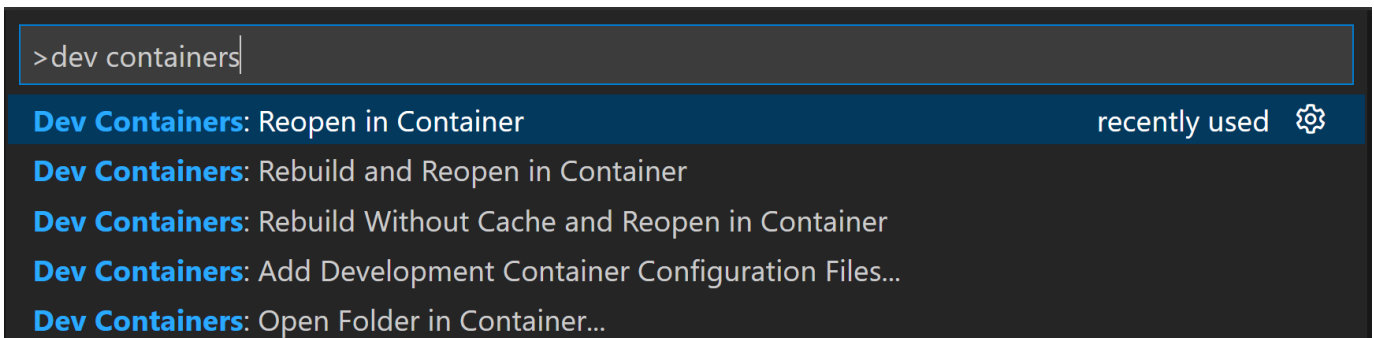 >dev containers
Dev Containers: Reopen in Container recently used
Dev Containers: Rebuild and Reopen in Container
Dev Containers: Rebuild Without Cache and Reopen in Container
Dev Containers: Add Development Container Configuration Files...
Dev Containers: Open Folder in Container...